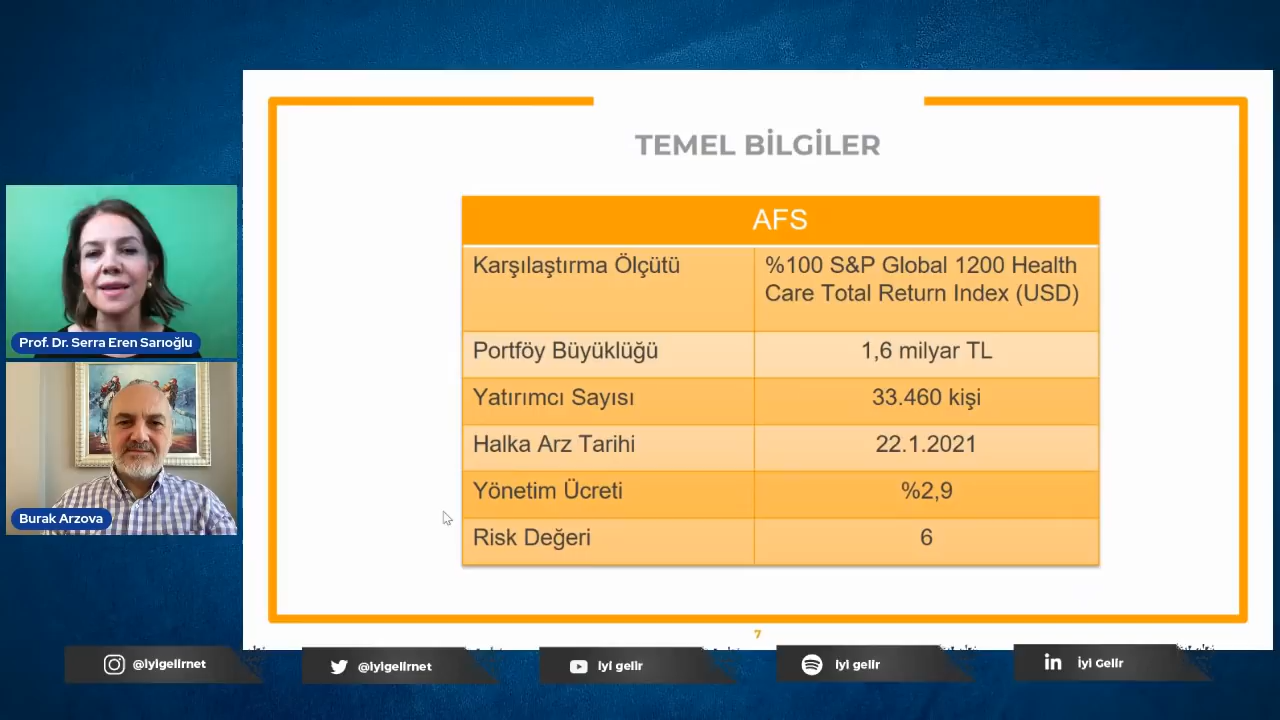 TEMEL BİLGİLER
AFS
Karşılaştırma Ölçütü
%100 S&P Global 1200 Health
Care Total Return Index (USD)
Portföy Büyüklüğü
1,6 milyar TL
Yatırımcı Sayısı
33.460 kişi
Halka Arz Tarihi
22.1.2021
Yönetim Ücreti
%2,9
Risk Değeri
6
7
Prof. Dr. Serra Eren Sarıoğlu
Burak Arzova
@iyigelirnet
@iyigelirnet
iyi gelir
iyi gelir
İyi Gelir